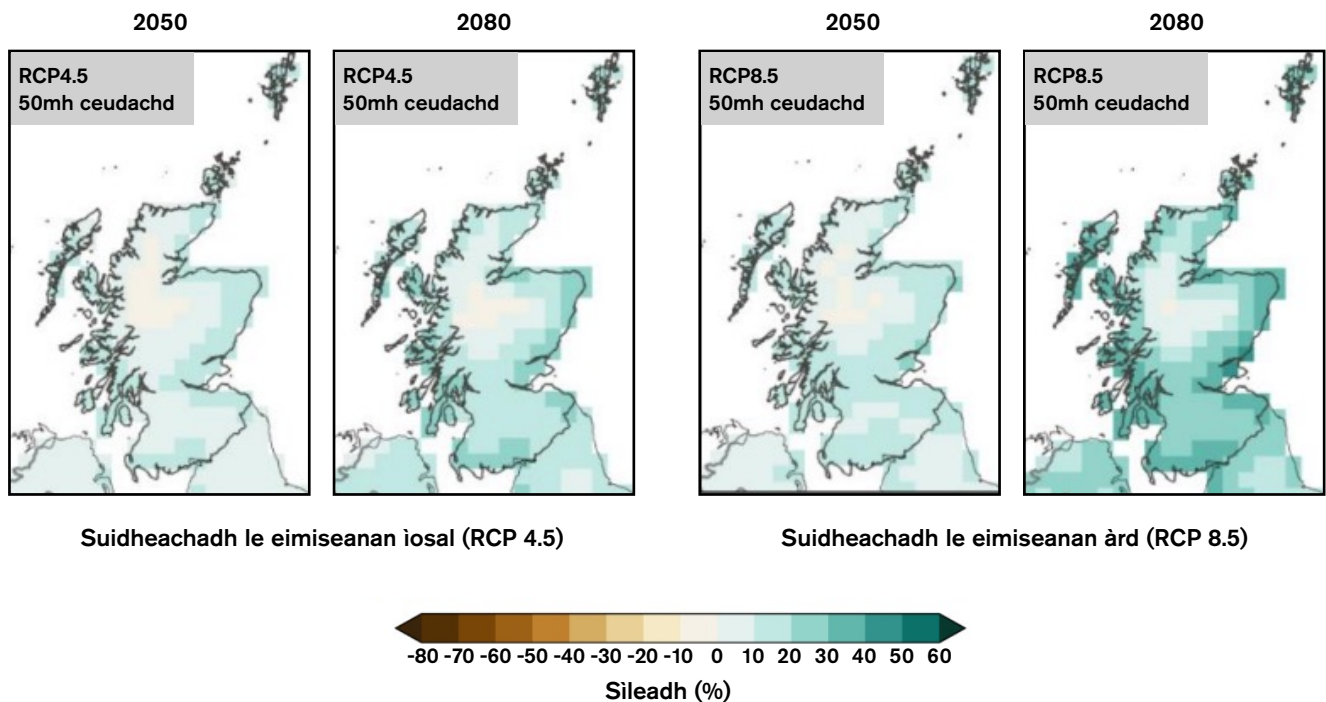 2050
2080
2050
2080
RCP4.5
50mh ceudachd
RCP4.5
50mh ceudachd
RCP8.5
50mh ceudachd
RCP8.5
50mh ceudachd
Suidheachadh le eimiseanan ìosal (RCP 4.5)
Suidheachadh le eimiseanan àrd (RCP 8.5)
-80 -70 -60 -50 -40 -30 -20 -10 0 10 20 30 40 50 60
Sìleadh (%)